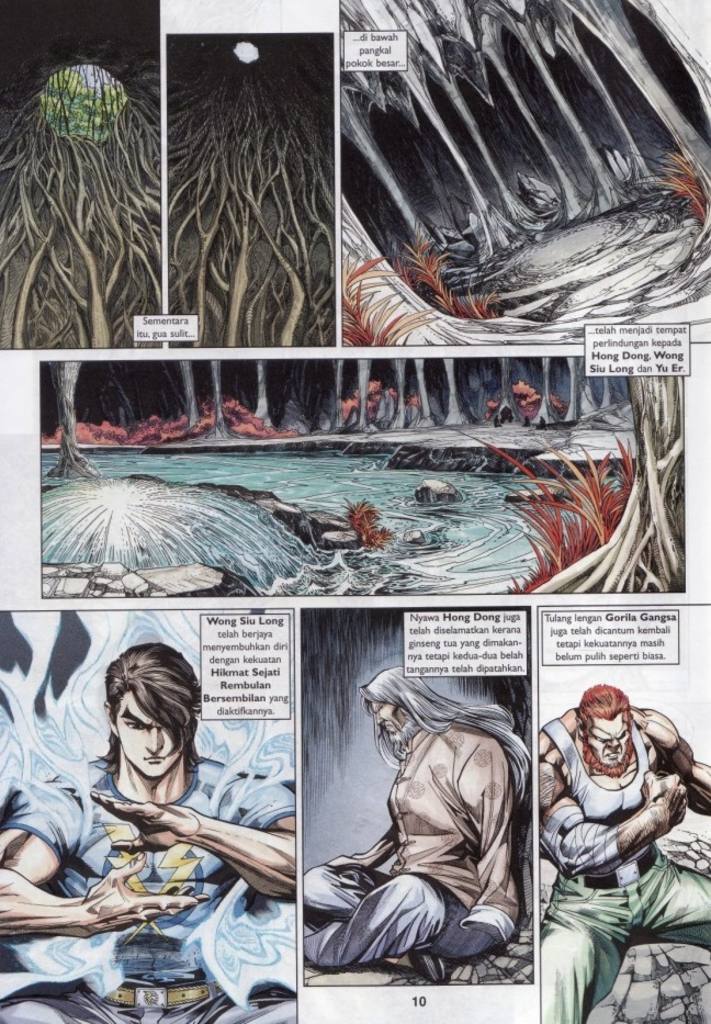 Sementara
itu, gua sulit...
...di bawah
pangkal
pokok besar...
...telah menjadi tempat
perlindungan kepada
Hong Dong, Wong
Siu Long dan Yu Er.
Wong Siu Long
telah berjaya
menyembuhkan diri
dengan kekuatan
Hikmat Sejati
Rembulan
Bersembilan yang
diaktifkannya.
Nyawa Hong Dong juga
telah diselamatkan kerana
ginseng tua yang dimakan-
nya tetapi kedua-dua belah
tangannya telah dipatahkan.
Tulang lengan Gorila Gangsa
juga telah dicantum kembali
tetapi kekuatannya masih
belum pulih seperti biasa.
10